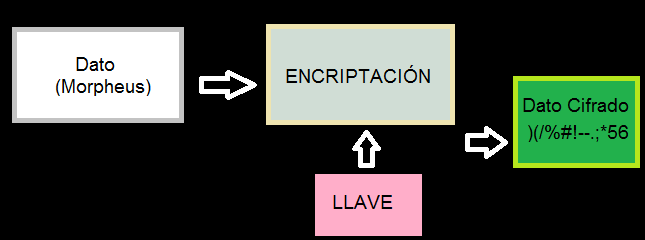 Dato
(Morpheus)
ENCRIPTACIÓN
LLAVE
Dato Cifrado
)(/%#!--.;*56